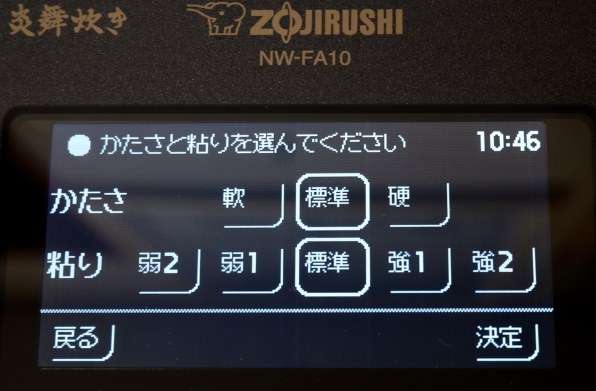 炎舞炊き ZOJIRUSHI
NW-FA10
●かたさと粘りを選んでください 10:46
かたさ 軟 標準 硬
粘り 弱2 弱1 標準 強1 強2
戻る 決定